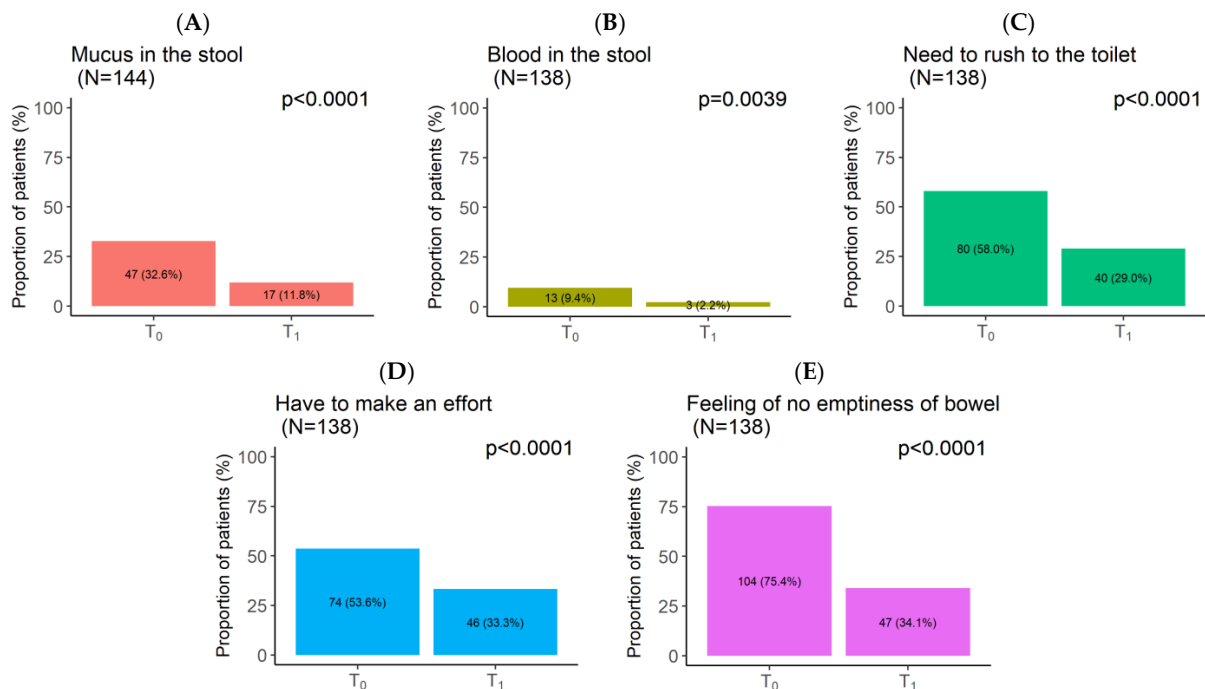 (A)
Mucus in the stool
(N=144)
p<0.0001
Proportion of patients (%)
100
75
50
25
0
47 (32.6%)
17 (11.8%)
T₀
T₁
(B)
Blood in the stool
(N=138)
p=0.0039
Proportion of patients (%)
100
75
50
25
0
13 (9.4%)
3 (2.2%)
T₀
T₁
(C)
Need to rush to the toilet
(N=138)
p<0.0001
Proportion of patients (%)
100
75
50
25
0
80 (58.0%)
40 (29.0%)
T₀
T₁
(D)
Have to make an effort
(N=138)
p<0.0001
Proportion of patients (%)
100
75
50
25
0
74 (53.6%)
46 (33.3%)
T₀
T₁
(E)
Feeling of no emptiness of bowel
(N=138)
p<0.0001
Proportion of patients (%)
100
75
50
25
0
104 (75.4%)
47 (34.1%)
T₀
T₁